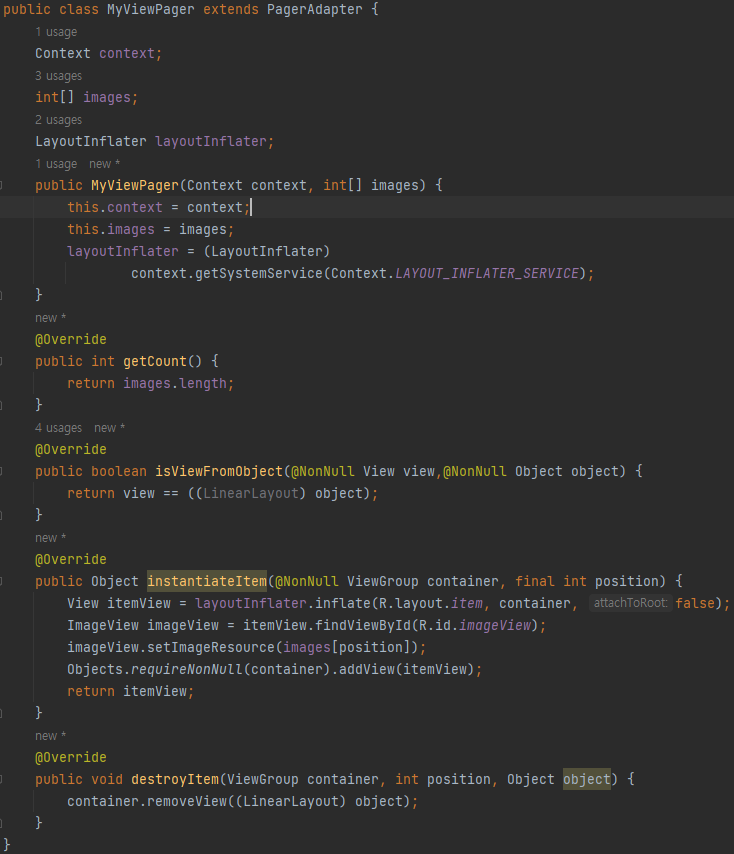 public class MyViewPager extends PagerAdapter {
1 usage
Context context;
3 usages
int[] images;
2 usages
LayoutInflater layoutInflater;
1 usage   new *
public MyViewPager(Context context, int[] images) {
this.context = context;
this.images = images;
layoutInflater = (LayoutInflater)
context.getSystemService(Context.LAYOUT_INFLATER_SERVICE);
}
new *
@Override
public int getCount() {
return images.length;
}
4 usages   new *
@Override
public boolean isViewFromObject(@NonNull View view,@NonNull Object object) {
return view == ((LinearLayout) object);
}
new *
@Override
public Object instantiateItem(@NonNull ViewGroup container, final int position) {
View itemView = layoutInflater.inflate(R.layout.item, container, attachToRoot: false);
ImageView imageView = itemView.findViewById(R.id.imageView);
imageView.setImageResource(images[position]);
Objects.requireNonNull(container).addView(itemView);
return itemView;
}
new *
@Override
public void destroyItem(ViewGroup container, int position, Object object) {
container.removeView((LinearLayout) object);
}
}